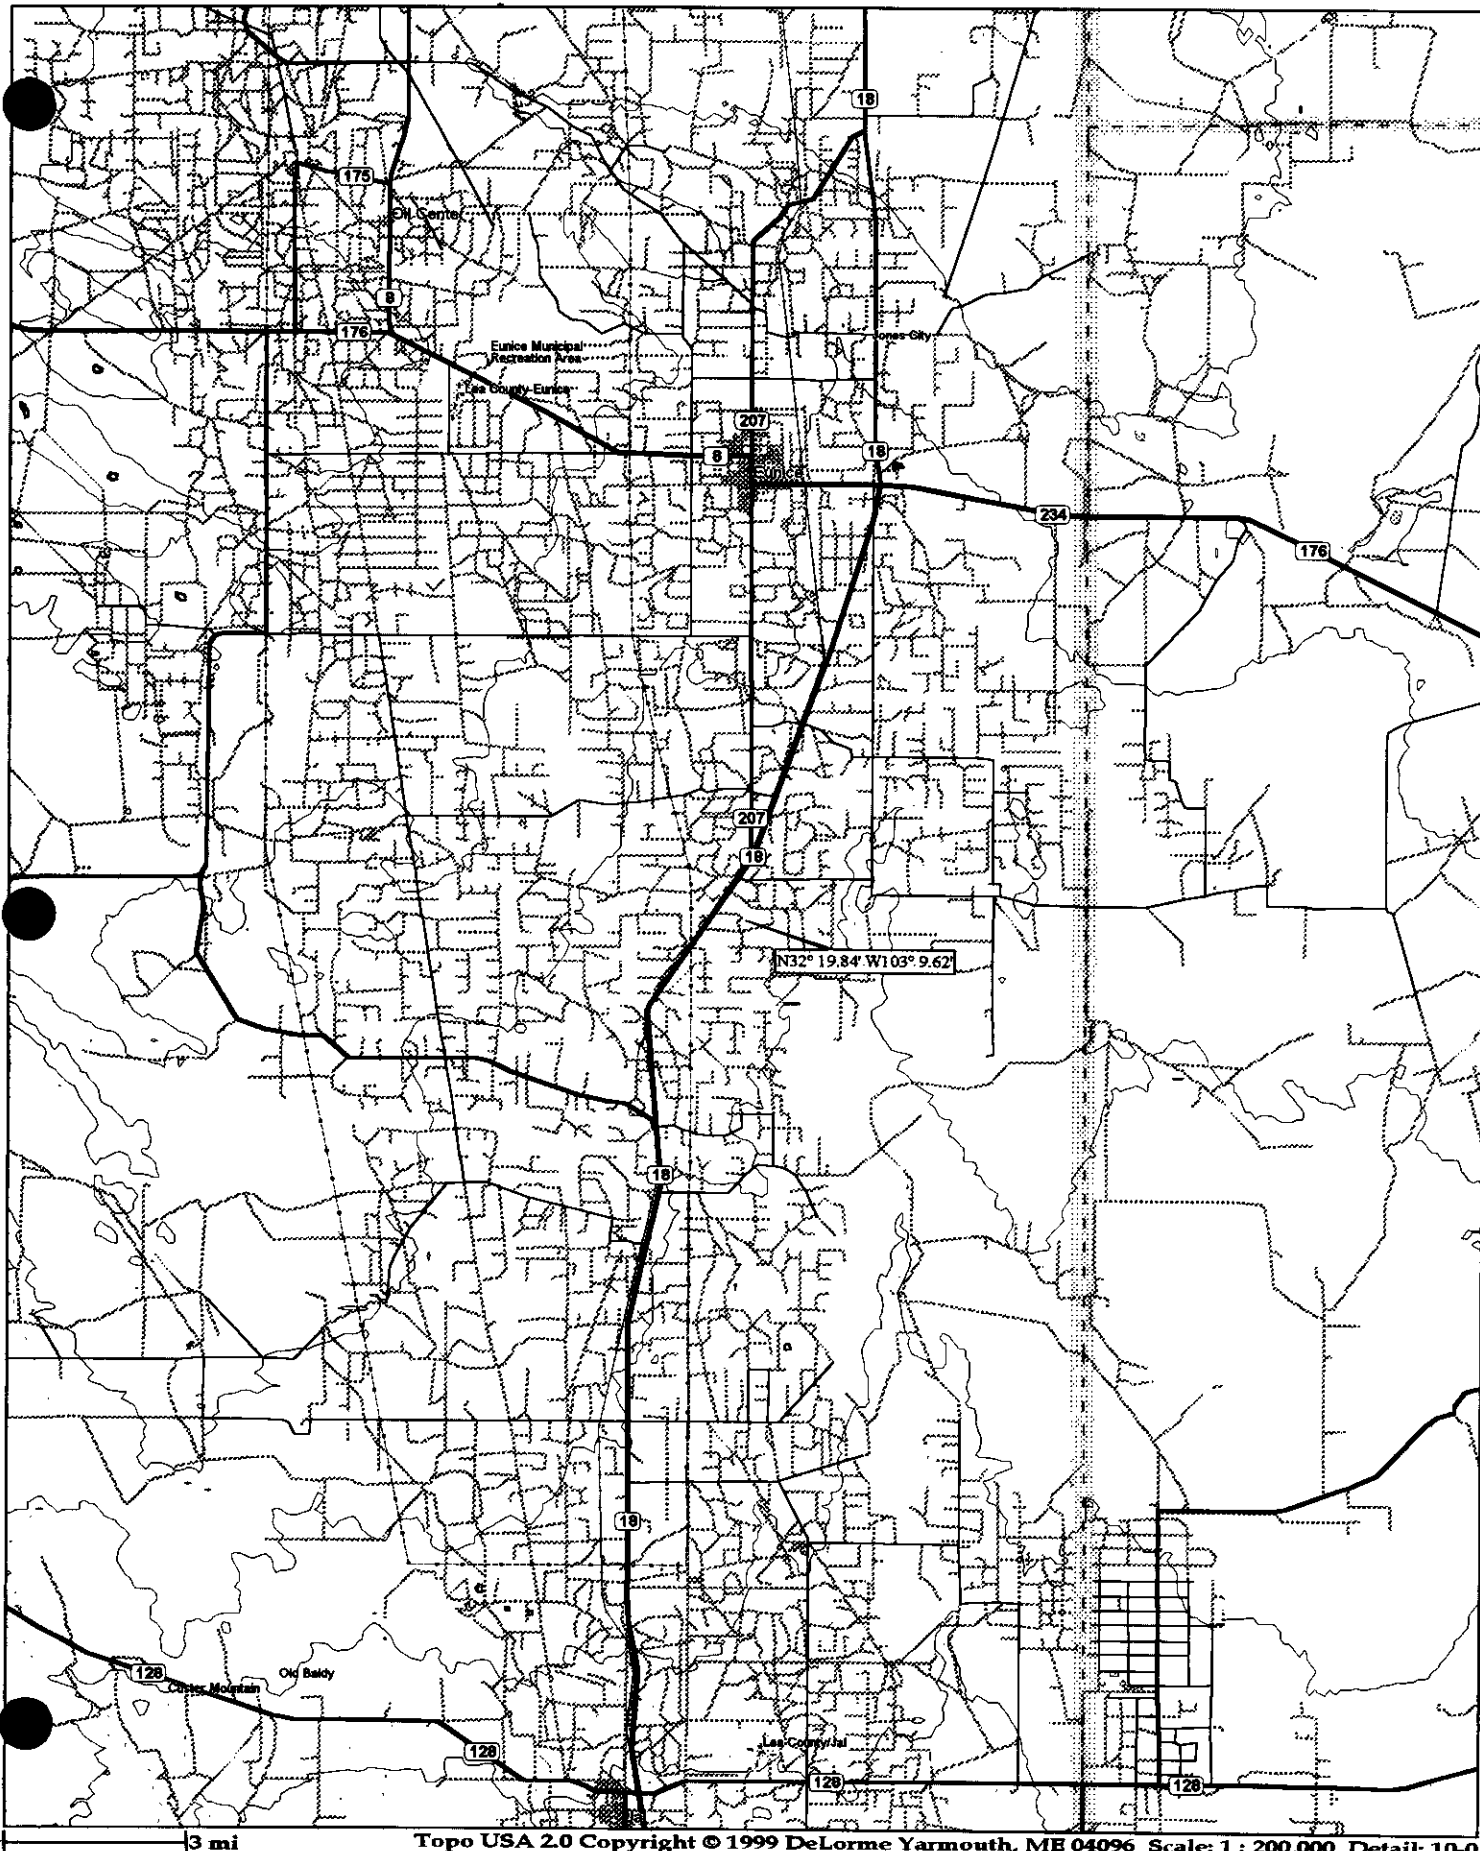 18
175
Oil Center
8
176
Eunice Municipal
Recreation Area
Jones City
Lea County-Eunice
207
18
8
Eunice
234
176
207
18
N32° 19.84' W103° 9.62'
18
18
128
Old Baldy
Custer Mountain
128
Lea County/Jal
128
128
3 mi
Topo USA 2.0 Copyright © 1999 DeLorme Yarmouth, ME 04096 Scale: 1 : 200,000 Detail: 10-0